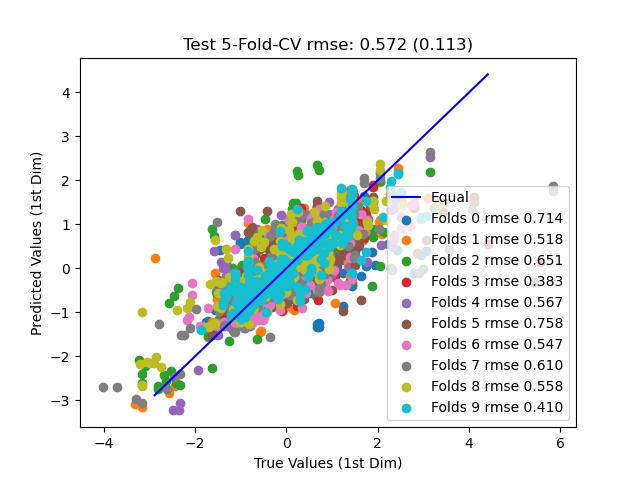 Test 5-Fold-CV rmse: 0.572 (0.113)
Predicted Values (1st Dim)
4
3
2
1
0
−1
−2
−3
Equal
Folds 0 rmse 0.714
Folds 1 rmse 0.518
Folds 2 rmse 0.651
Folds 3 rmse 0.383
Folds 4 rmse 0.567
Folds 5 rmse 0.758
Folds 6 rmse 0.547
Folds 7 rmse 0.610
Folds 8 rmse 0.558
Folds 9 rmse 0.410
−4 −2 0 2 4 6
True Values (1st Dim)